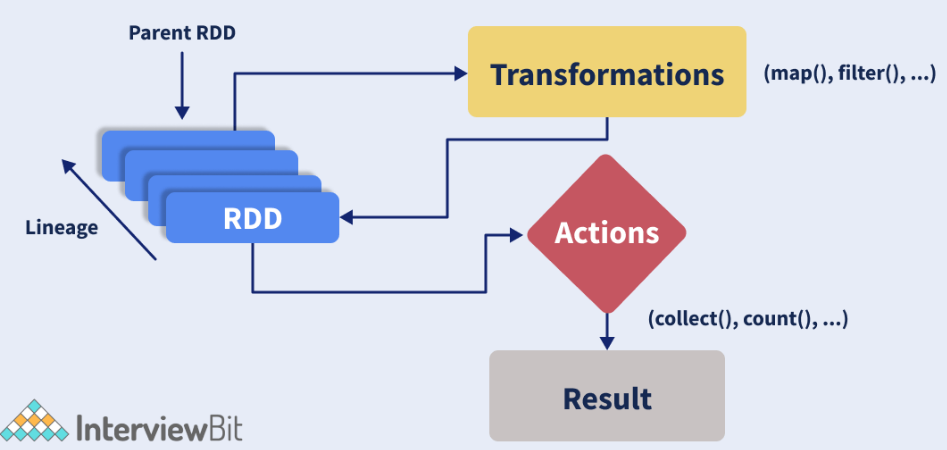 Parent RDD
Transformations
(map(), filter(), ...)
RDD
Lineage
Actions
(collect(), count(), ...)
Result
InterviewBit